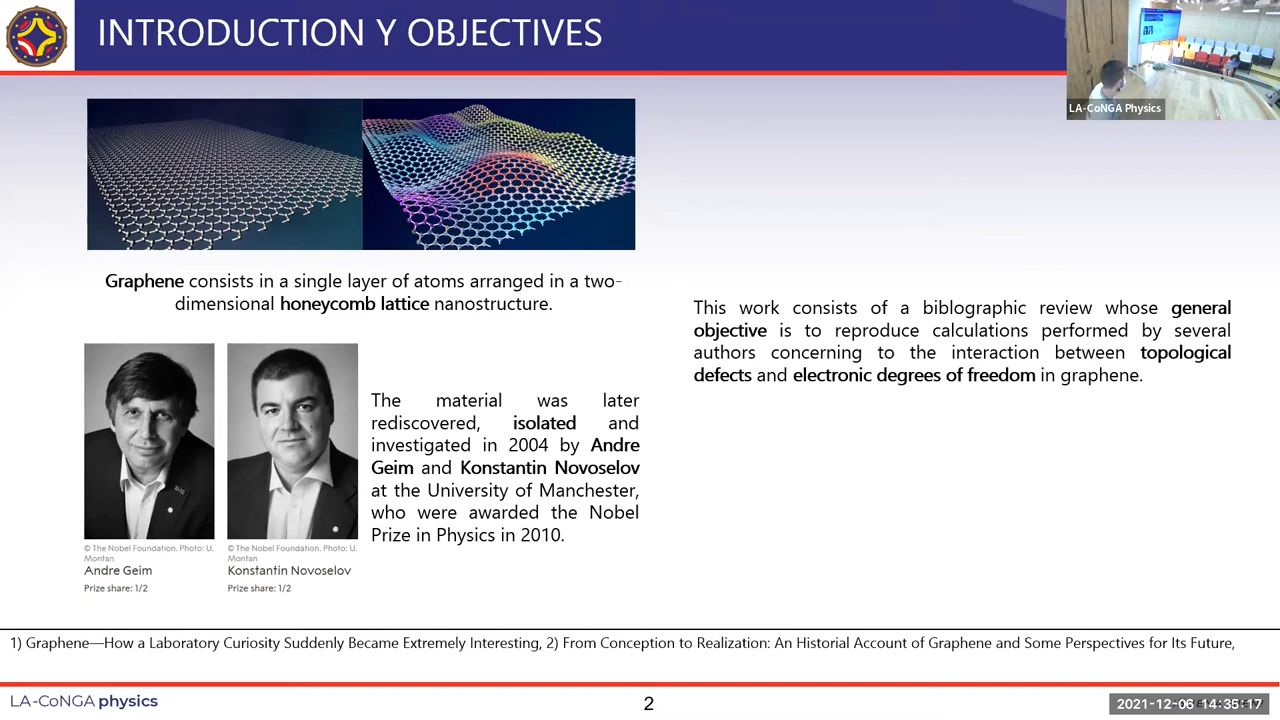 INTRODUCTION Y OBJECTIVES
LA-CoNGA Physics
Graphene consists in a single layer of atoms arranged in a two-
dimensional honeycomb lattice nanostructure.
This work consists of a biblographic review whose general
objective is to reproduce calculations performed by several
authors concerning to the interaction between topological
defects and electronic degrees of freedom in graphene.
The material was later
rediscovered, isolated and
investigated in 2004 by Andre
Geim and Konstantin Novoselov
at the University of Manchester,
who were awarded the Nobel
Prize in Physics in 2010.
© The Nobel Foundation. Photo: U.
Montan
Andre Geim
Prize share: 1/2
© The Nobel Foundation. Photo: U.
Montan
Konstantin Novoselov
Prize share: 1/2
1) Graphene—How a Laboratory Curiosity Suddenly Became Extremely Interesting, 2) From Conception to Realization: An Historial Account of Graphene and Some Perspectives for Its Future,
LA-CoNGA physics
2
2021-12-06 14:35:17